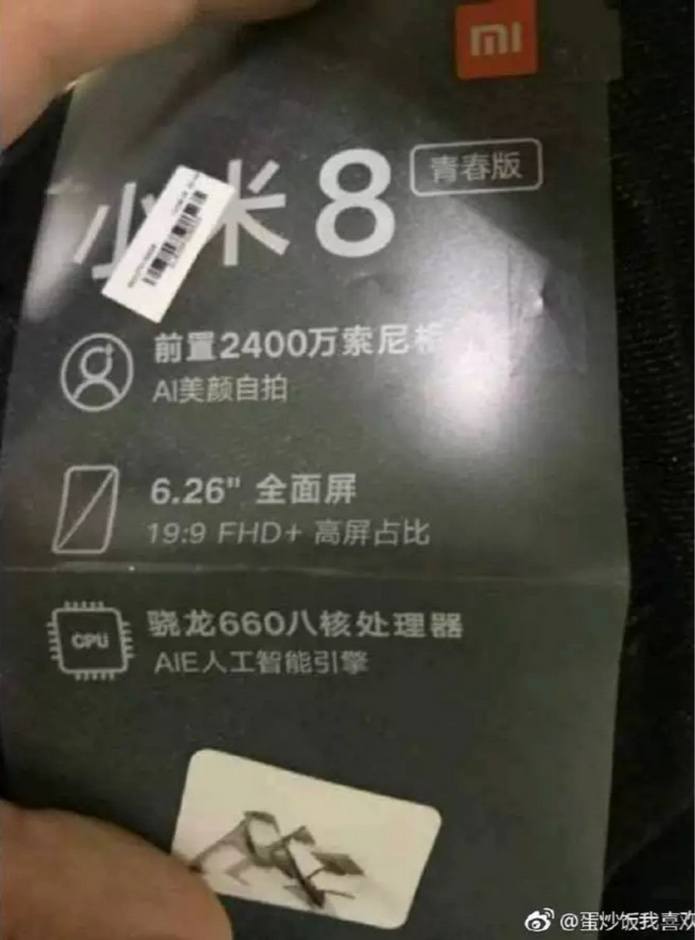 mi
小米8
青春版
前置2400万索尼相
AI美颜自拍
6.26" 全面屏
19:9 FHD+ 高屏占比
CPU
骁龙660八核处理器
AIE人工智能引擎
@蛋炒饭我喜欢